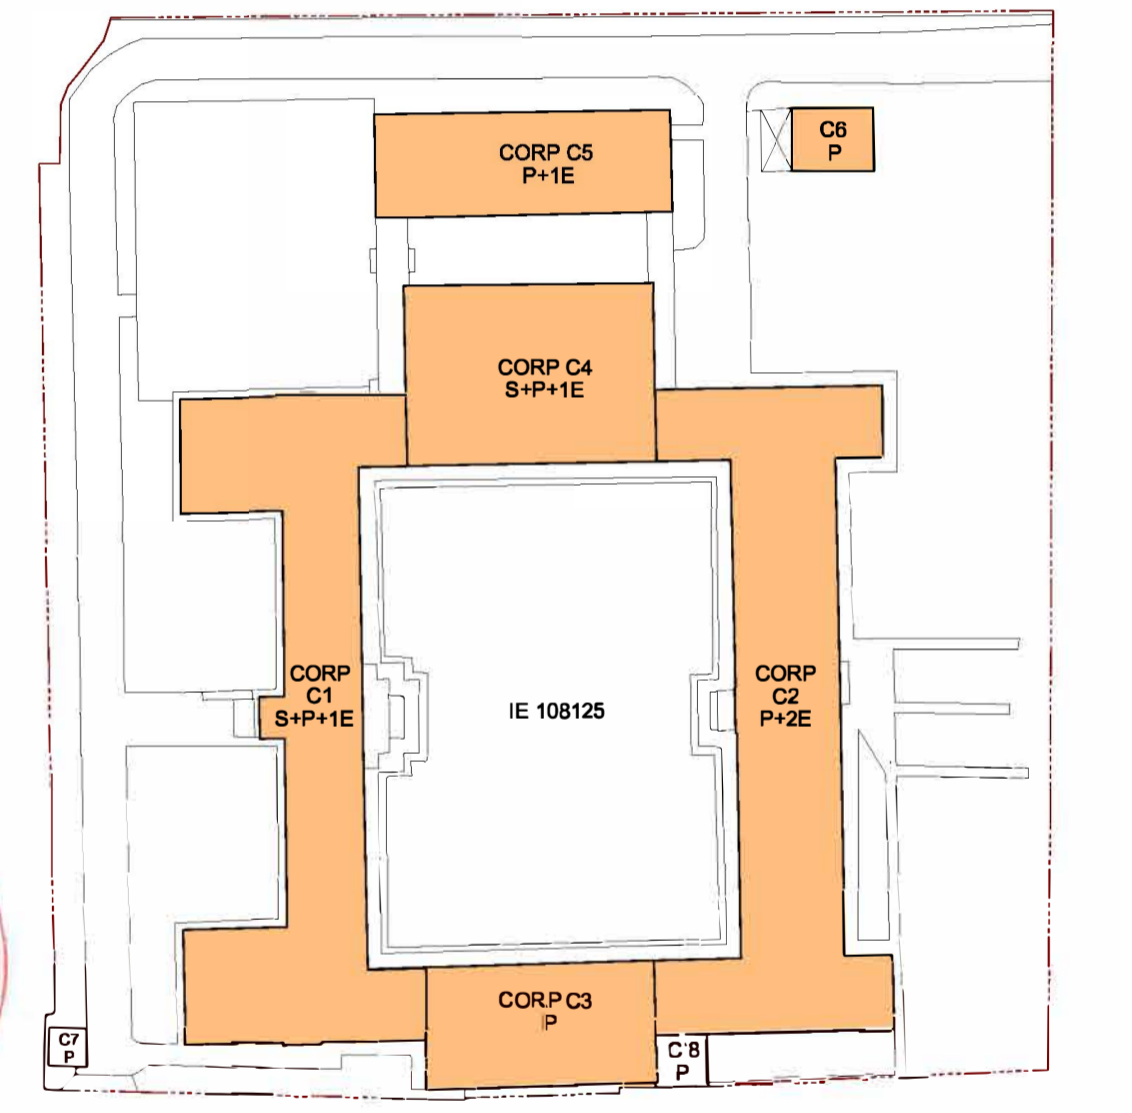 CORP C5
P+1E
C6
P
CORP C4
S+P+1E
CORP
C1
S+P+1E
IE 108125
CORP
C2
P+2E
CORP C3
P
C7
P
C8
P